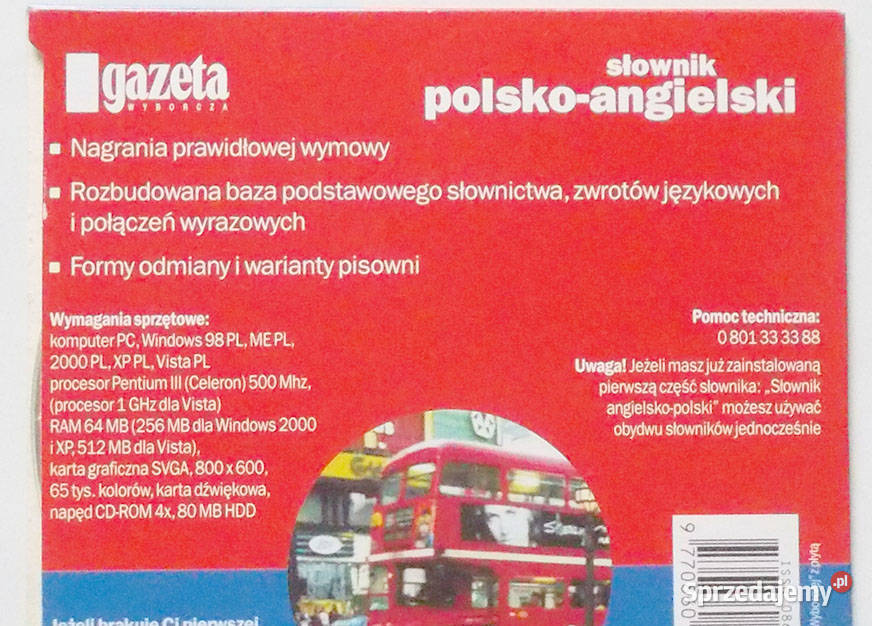 gazeta
WYBORCZA
słownik
polsko-angielski
Nagrania prawidłowej wymowy
Rozbudowana baza podstawowego słownictwa, zwrotów językowych
i połączeń wyrazowych
Formy odmiany i warianty pisowni
Wymagania sprzętowe:
komputer PC, Windows 98 PL, ME PL,
2000 PL, XP PL, Vista PL
procesor Pentium III (Celeron) 500 Mhz,
(procesor 1 GHz dla Vista)
RAM 64 MB (256 MB dla Windows 2000
i XP, 512 MB dla Vista),
karta graficzna SVGA, 800 x 600,
65 tys. kolorów, karta dźwiękowa,
napęd CD-ROM 4x, 80 MB HDD
Pomoc techniczna:
0 801 33 33 88
Uwaga! Jeżeli masz już zainstalowaną
pierwszą część słownika: „Słownik
angielsko-polski” możesz używać
obydwu słowników jednocześnie
Jeżeli brakuje Ci pierwszej
z płytą
sprzedajemy.pl